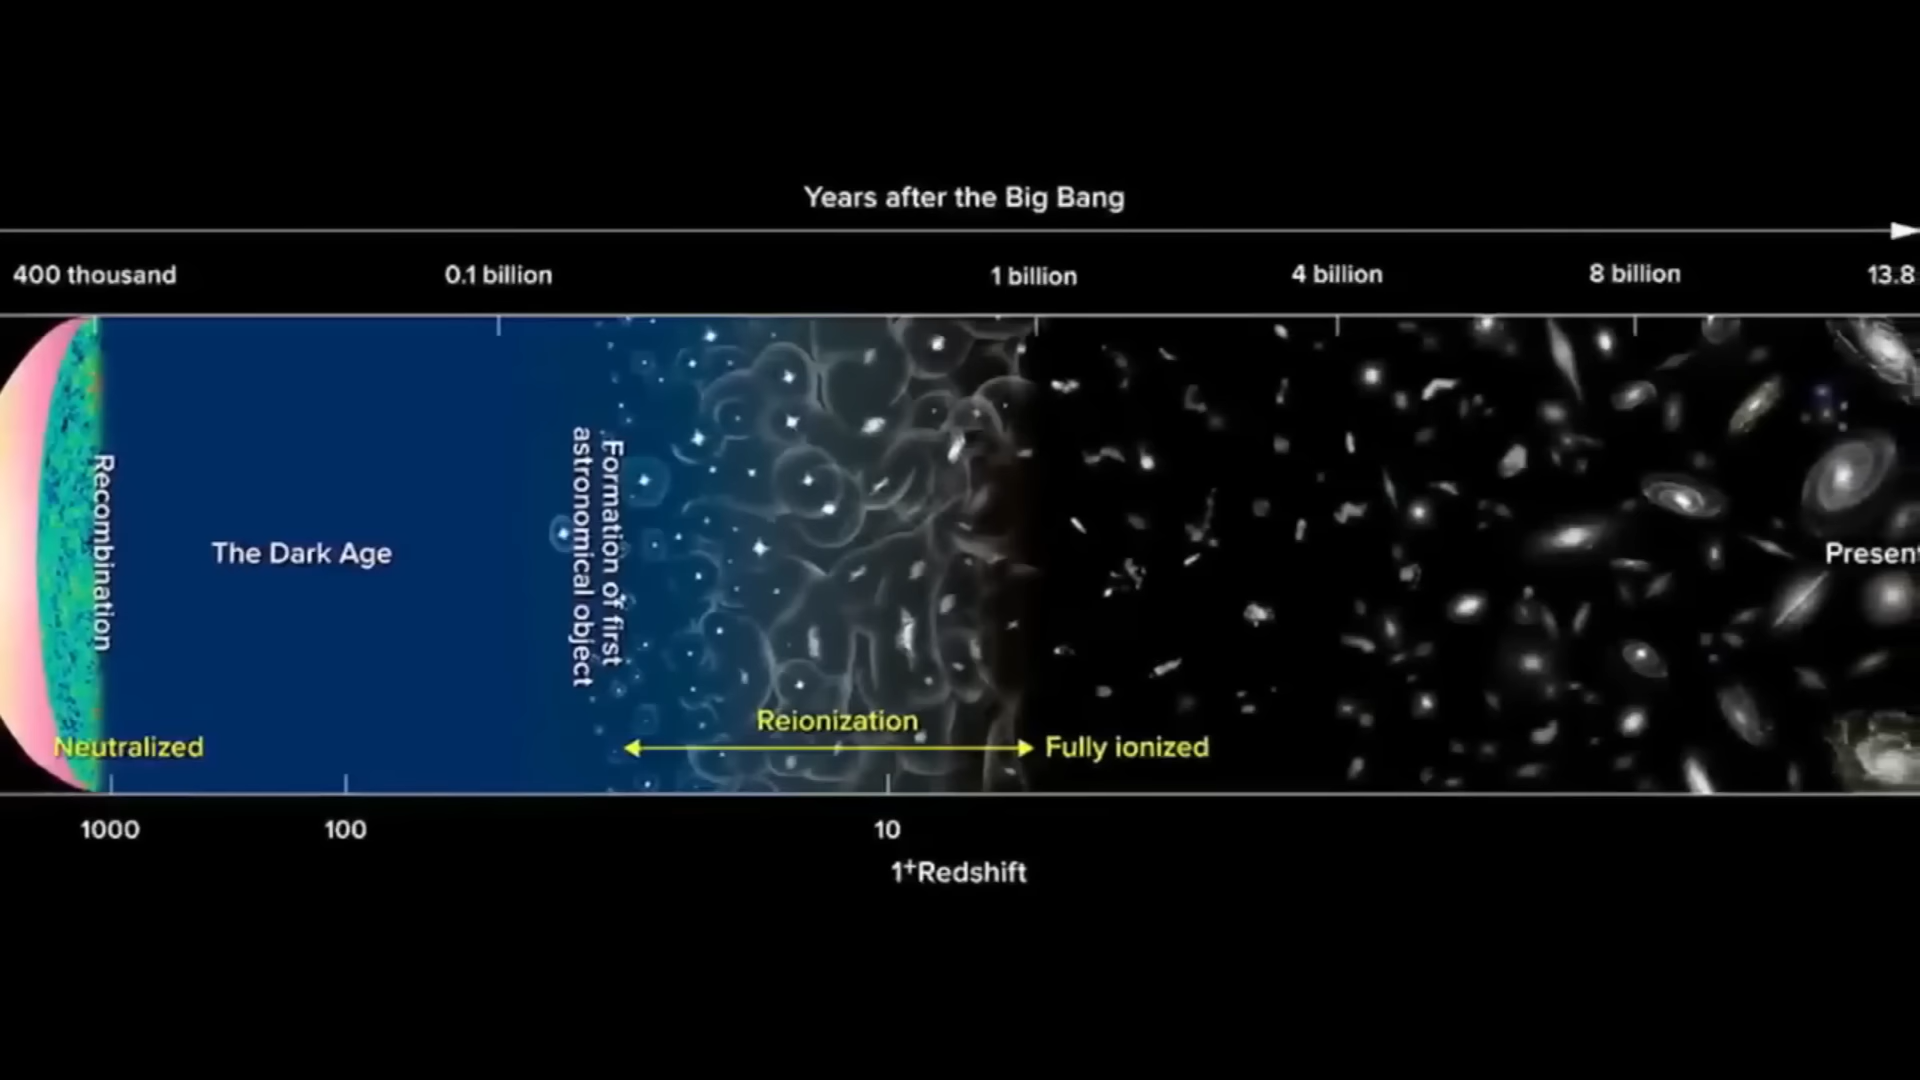 Years after the Big Bang
400 thousand
0.1 billion
1 billion
4 billion
8 billion
13.8
Recombination
The Dark Age
Formation of first
astronomical object
Presen
Reionization
Neutralized
Fully ionized
1000
100
10
1+Redshift